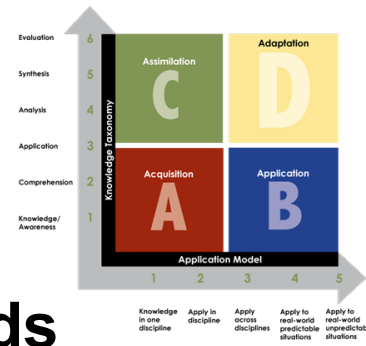 Evaluation 6
Synthesis 5
Analysis 4
Application 3
Comprehension 2
Knowledge/
Awareness 1
Knowledge Taxonomy
Assimilation
C
Adaptation
D
Acquisition
A
Application
B
Application Model
1 2 3 4 5
Knowledge
in one
discipline
Apply in
discipline
Apply
across
disciplines
Apply to
real-world
predictable
situations
Apply to
real-world
unpredictab
situations
ds